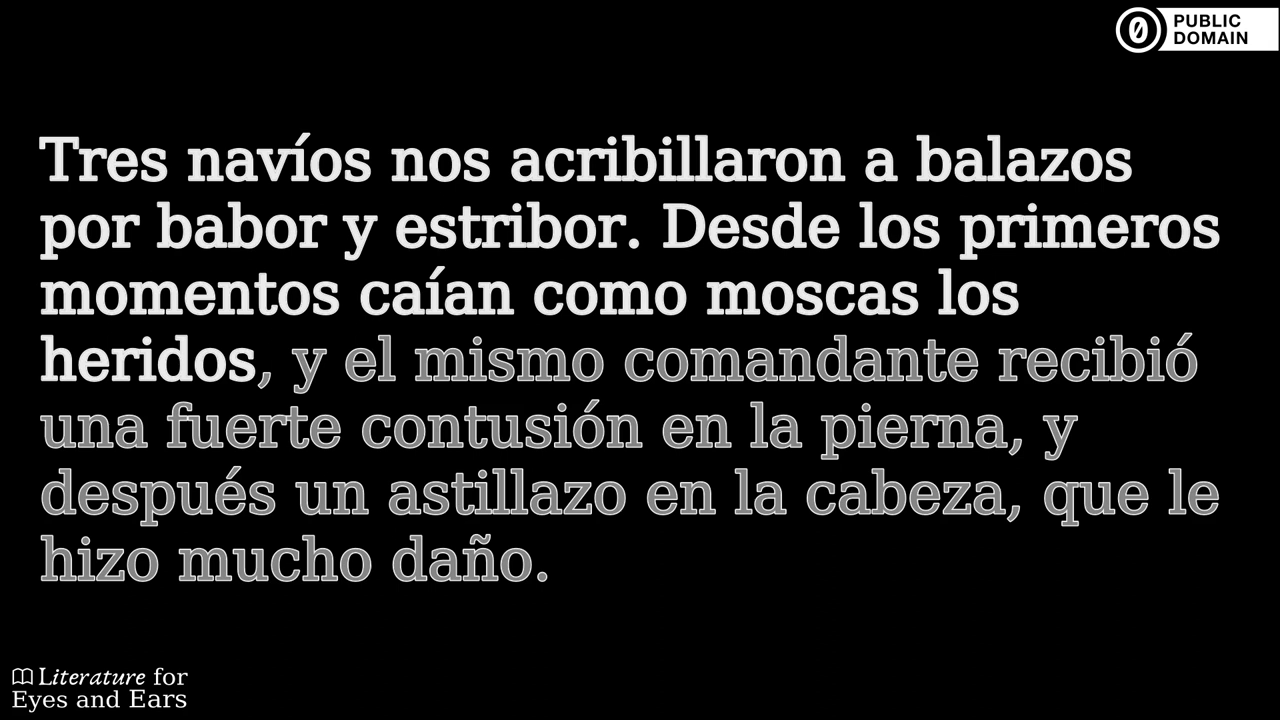 PUBLIC
DOMAIN
Tres navíos nos acribillaron a balazos
por babor y estribor. Desde los primeros
momentos caían como moscas los
heridos, y el mismo comandante recibió
una fuerte contusión en la pierna, y
después un astillazo en la cabeza, que le
hizo mucho daño.
Literature for
Eyes and Ears